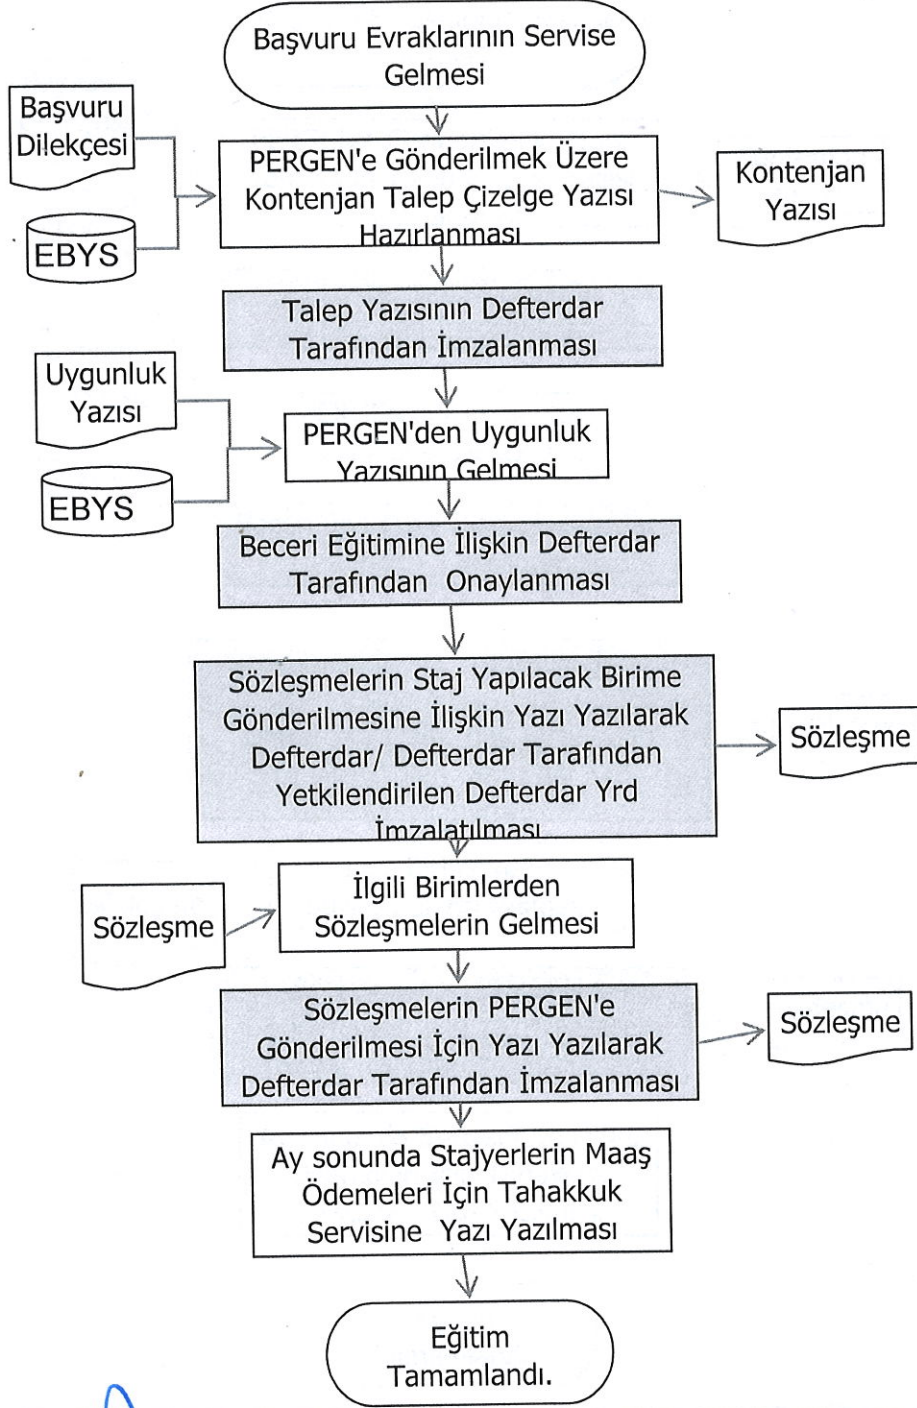 Başvuru Evraklarının Servise
Gelmesi
Başvuru
Dilekçesi
EBYS
PERGEN'e Gönderilmek Üzere
Kontenjan Talep Çizelge Yazısı
Hazırlanması
Kontenjan
Yazısı
Talep Yazısının Defterdar
Tarafından İmzalanması
Uygunluk
Yazısı
EBYS
PERGEN'den Uygunluk
Yazısının Gelmesi
Beceri Eğitimine İlişkin Defterdar
Tarafından Onaylanması
Sözleşmelerin Staj Yapılacak Birime
Gönderilmesine İlişkin Yazı Yazılarak
Defterdar/ Defterdar Tarafından
Yetkilendirilen Defterdar Yrd
İmzalatılması
Sözleşme
Sözleşme
İlgili Birimlerden
Sözleşmelerin Gelmesi
Sözleşmelerin PERGEN'e
Gönderilmesi İçin Yazı Yazılarak
Defterdar Tarafından İmzalanması
Sözleşme
Ay sonunda Stajyerlerin Maaş
Ödemeleri İçin Tahakkuk
Servisine Yazı Yazılması
Eğitim
Tamamlandı.